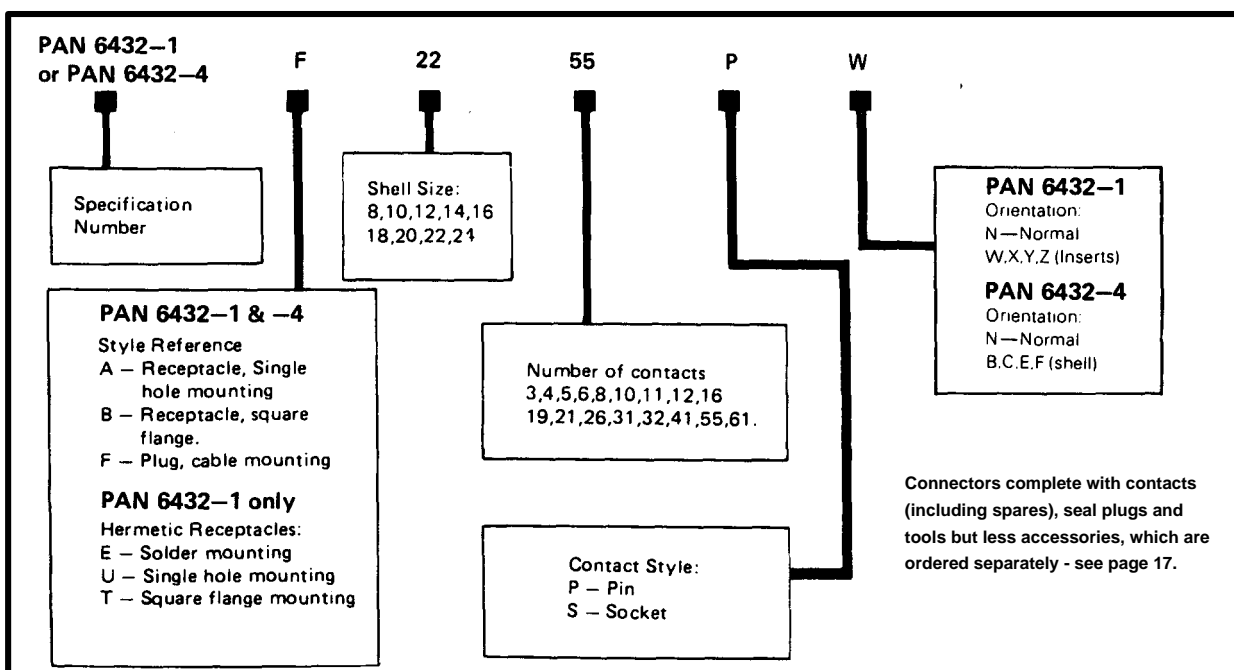 PAN 6432–1
or PAN 6432–4
F
22
55
P
W
Specification
Number
Shell Size:
8,10,12,14,16
18,20,22,24
PAN 6432–1 & –4
Style Reference
A – Receptacle, Single
hole mounting
B – Receptacle, square
flange.
F – Plug, cable mounting
PAN 6432–1 only
Hermetic Receptacles:
E – Solder mounting
U – Single hole mounting
T – Square flange mounting
Number of contacts
3,4,5,6,8,10,11,12,16
19,21,26,31,32,41,55,61.
Contact Style:
P – Pin
S – Socket
PAN 6432–1
Orientation:
N—Normal
W,X,Y,Z (Inserts)
PAN 6432–4
Orientation:
N—Normal
B,C,E,F (shell)
Connectors complete with contacts
(including spares), seal plugs and
tools but less accessories, which are
ordered separately - see page 17.